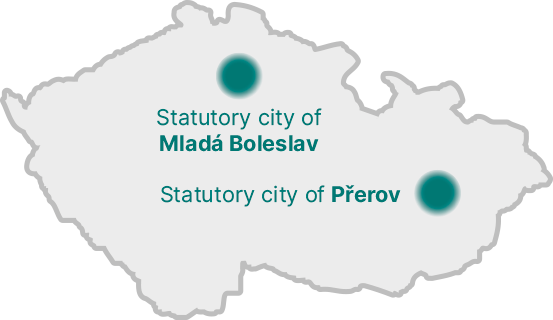 Statutory city of
Mladá Boleslav
Statutory city of Přerov